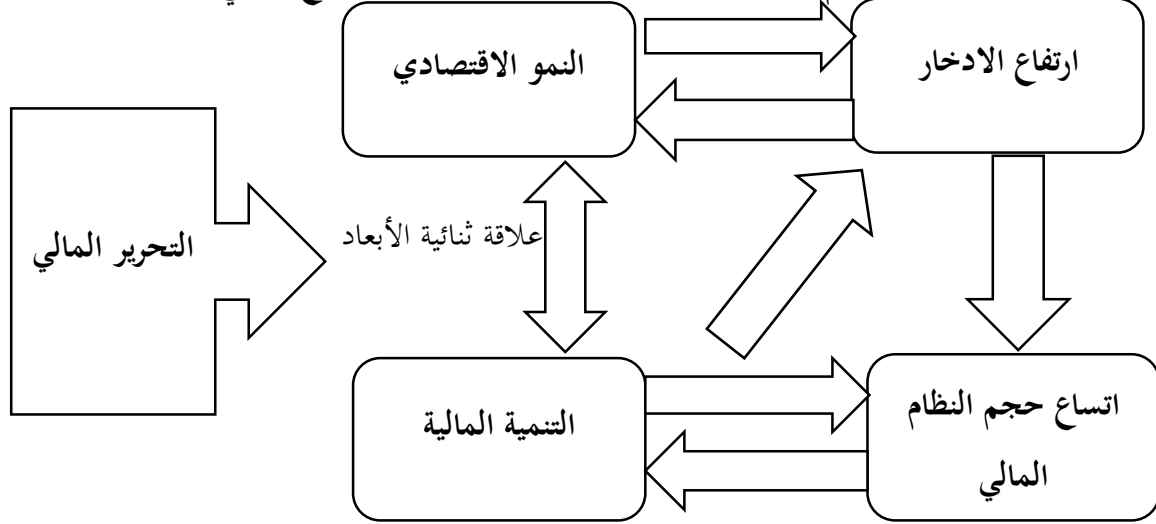 النمو الاقتصادي
ارتفاع الادخار
علاقة ثنائية الأبعاد
التحرير المالي
التنمية المالية
اتساع حجم النظام
المالي